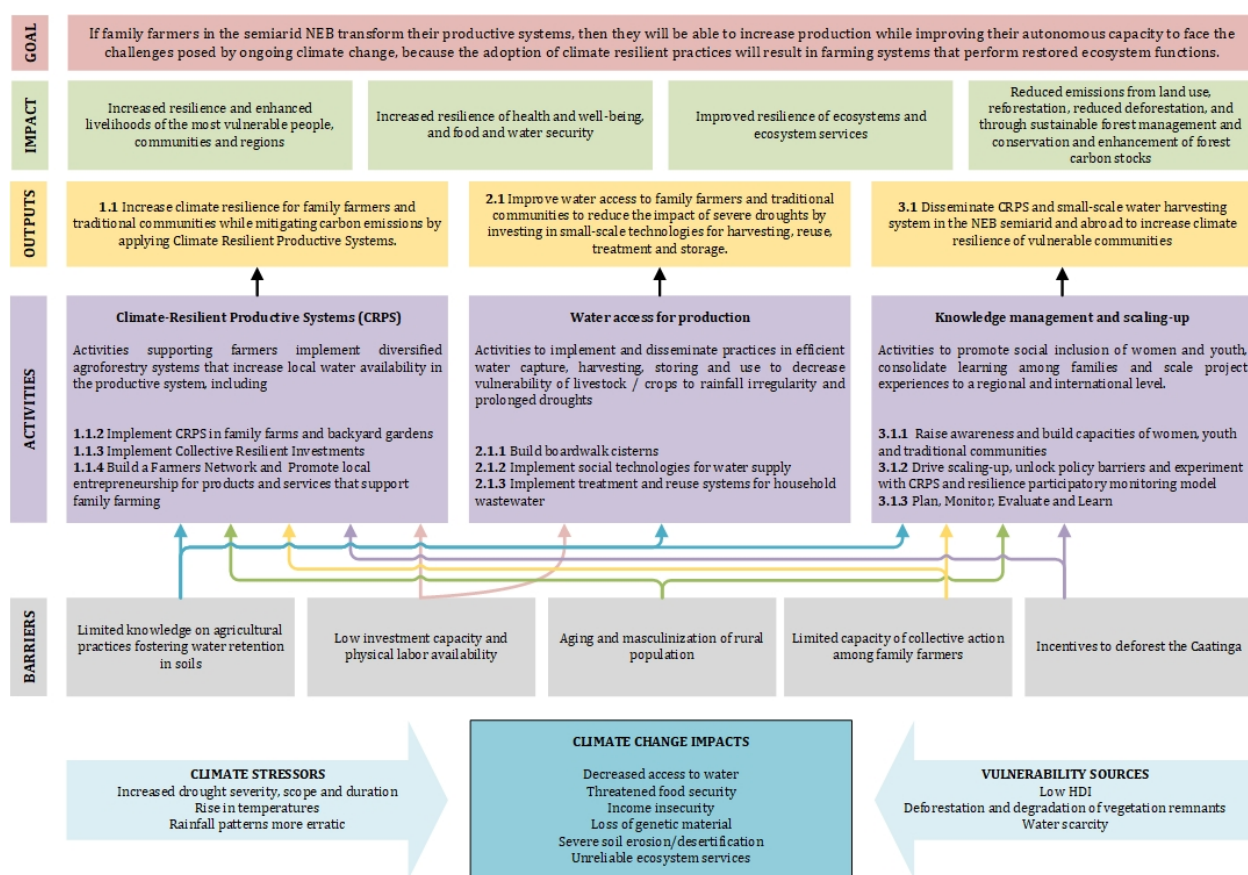 GOAL
If family farmers in the semiarid NEB transform their productive systems, then they will be able to increase production while improving their autonomous capacity to face the
challenges posed by ongoing climate change, because the adoption of climate resilient practices will result in farming systems that perform restored ecosystem functions.
IMPACT
Increased resilience and enhanced
livelihoods of the most vulnerable people,
communities and regions
Increased resilience of health and well-being,
and food and water security
Improved resilience of ecosystems and
ecosystem services
Reduced emissions from land use,
reforestation, reduced deforestation, and
through sustainable forest management and
conservation and enhancement of forest
carbon stocks
OUTPUTS
1.1 Increase climate resilience for family farmers and
traditional communities while mitigating carbon emissions by
applying Climate Resilient Productive Systems.
2.1 Improve water access to family farmers and traditional
communities to reduce the impact of severe droughts by
investing in small-scale technologies for harvesting, reuse,
treatment and storage.
3.1 Disseminate CRPS and small-scale water harvesting
system in the NEB semiarid and abroad to increase climate
resilience of vulnerable communities
ACTIVITIES
Climate-Resilient Productive Systems (CRPS)
Activities supporting farmers implement diversified
agroforestry systems that increase local water availability in
the productive system, including
1.1.2 Implement CRPS in family farms and backyard gardens
1.1.3 Implement Collective Resilient Investments
1.1.4 Build a Farmers Network and Promote local
entrepreneurship for products and services that support
family farming
Water access for production
Activities to implement and disseminate practices in efficient
water capture, harvesting, storing and use to decrease
vulnerability of livestock / crops to rainfall irregularity and
prolonged droughts
2.1.1 Build boardwalk cisterns
2.1.2 Implement social technologies for water supply
2.1.3 Implement treatment and reuse systems for household
wastewater
Knowledge management and scaling-up
Activities to promote social inclusion of women and youth,
consolidate learning among families and scale project
experiences to a regional and international level.
3.1.1 Raise awareness and build capacities of women, youth
and traditional communities
3.1.2 Drive scaling-up, unlock policy barriers and experiment
with CRPS and resilience participatory monitoring model
3.1.3 Plan, Monitor, Evaluate and Learn
BARRIERS
Limited knowledge on agricultural
practices fostering water retention
in soils
Low investment capacity and
physical labor availability
Aging and masculinization of rural
population
Limited capacity of collective action
among family farmers
Incentives to deforest the Caatinga
CLIMATE STRESSORS
Increased drought severity, scope and duration
Rise in temperatures
Rainfall patterns more erratic
CLIMATE CHANGE IMPACTS
Decreased access to water
Threatened food security
Income insecurity
Loss of genetic material
Severe soil erosion/desertification
Unreliable ecosystem services
VULNERABILITY SOURCES
Low HDI
Deforestation and degradation of vegetation remnants
Water scarcity